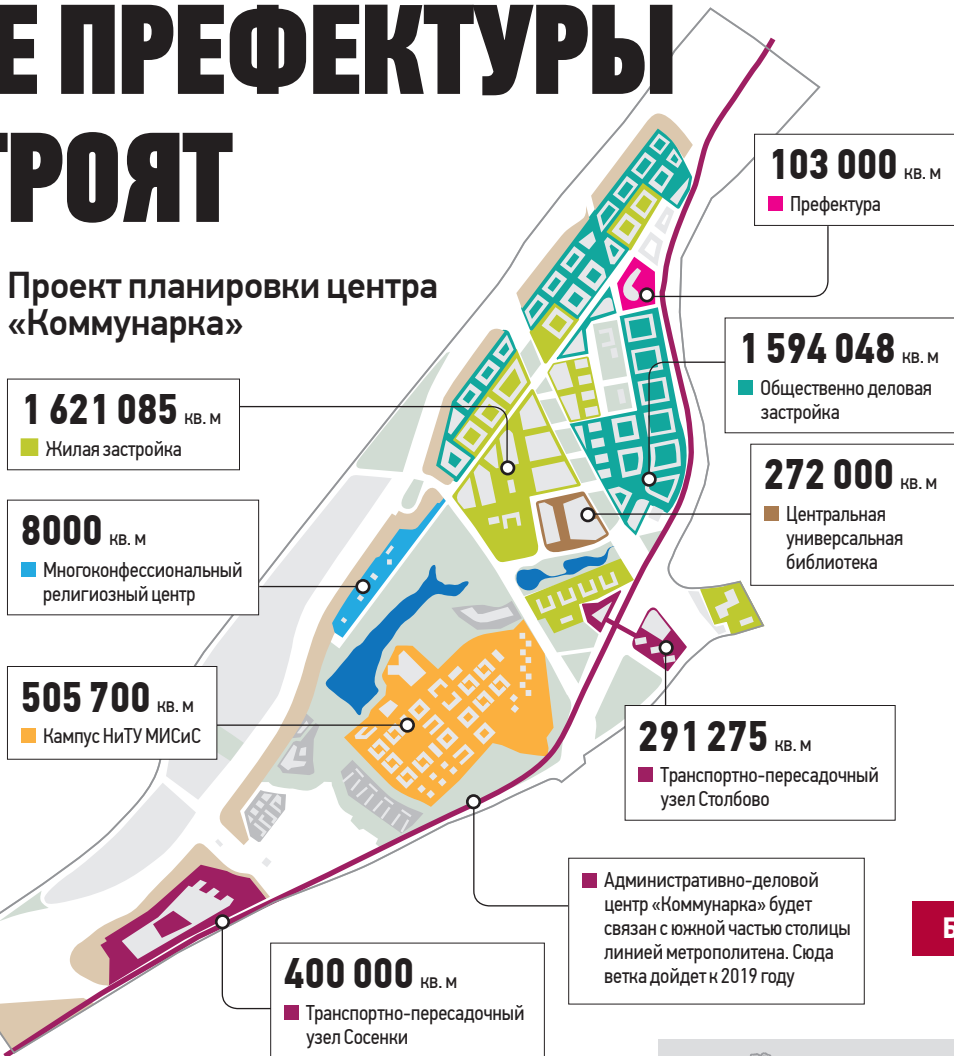 Е ПРЕФЕКТУРЫ
ТРОЯТ
Проект планировки центра
«Коммунарка»
103 000 кв. м
Префектура
1 594 048 кв. м
Общественно деловая
застройка
1 621 085 кв. м
Жилая застройка
272 000 кв. м
Центральная
универсальная
библиотека
8000 кв. м
Многоконфессиональный
религиозный центр
505 700 кв. м
Кампус НиТУ МИСиС
291 275 кв. м
Транспортно-пересадочный
узел Столбово
Административно-деловой
центр «Коммунарка» будет
связан с южной частью столицы
линией метрополитена. Сюда
ветка дойдет к 2019 году
400 000 кв. м
Транспортно-пересадочный
узел Сосенки
Б